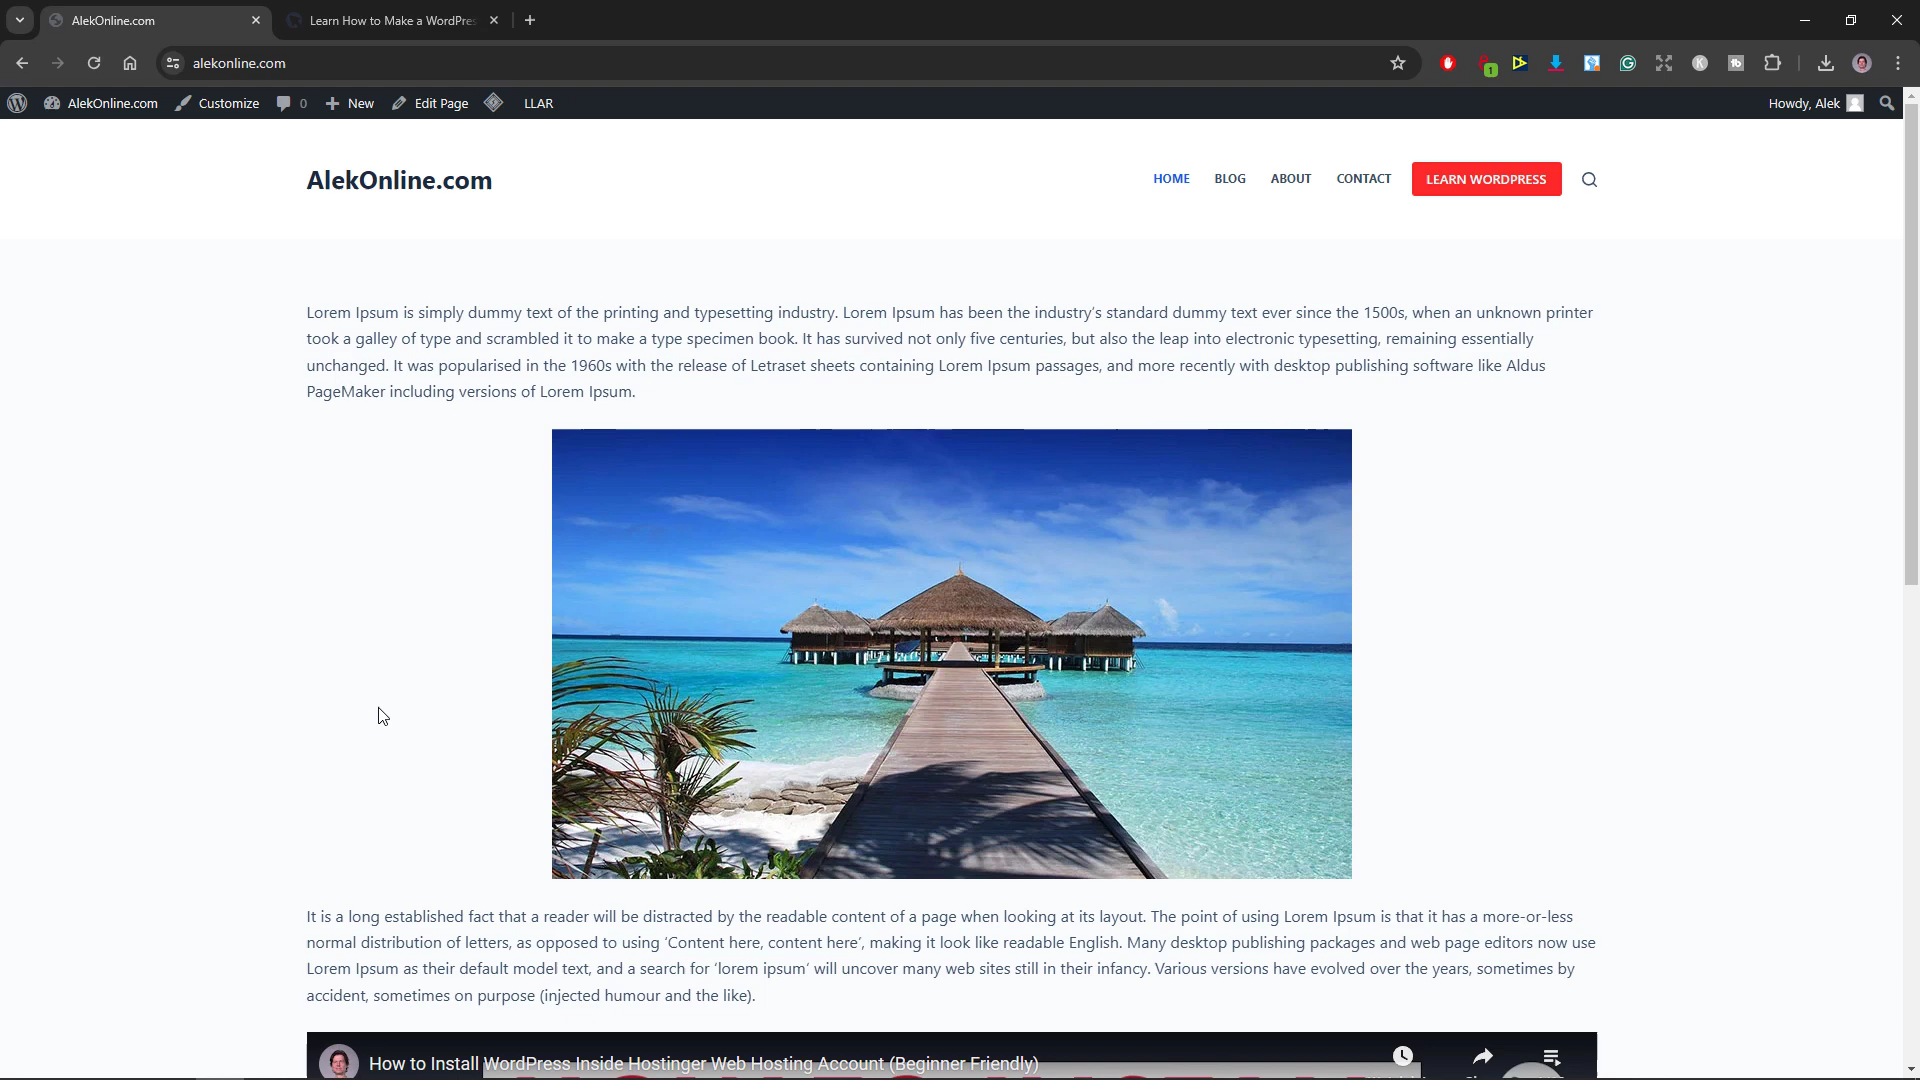 AlekOnline.com
Learn How to Make a WordPre
alekonline.com
1
K
AlekOnline.com
Customize
0
New
Edit Page
LLAR
Howdy, Alek
AlekOnline.com
HOME
BLOG
ABOUT
CONTACT
LEARN WORDPRESS
Lorem Ipsum is simply dummy text of the printing and typesetting industry. Lorem Ipsum has been the industry’s standard dummy text ever since the 1500s, when an unknown printer
took a galley of type and scrambled it to make a type specimen book. It has survived not only five centuries, but also the leap into electronic typesetting, remaining essentially
unchanged. It was popularised in the 1960s with the release of Letraset sheets containing Lorem Ipsum passages, and more recently with desktop publishing software like Aldus
PageMaker including versions of Lorem Ipsum.
It is a long established fact that a reader will be distracted by the readable content of a page when looking at its layout. The point of using Lorem Ipsum is that it has a more-or-less
normal distribution of letters, as opposed to using ‘Content here, content here’, making it look like readable English. Many desktop publishing packages and web page editors now use
Lorem Ipsum as their default model text, and a search for ‘lorem ipsum’ will uncover many web sites still in their infancy. Various versions have evolved over the years, sometimes by
accident, sometimes on purpose (injected humour and the like).
How to Install WordPress Inside Hostinger Web Hosting Account (Beginner Friendly)